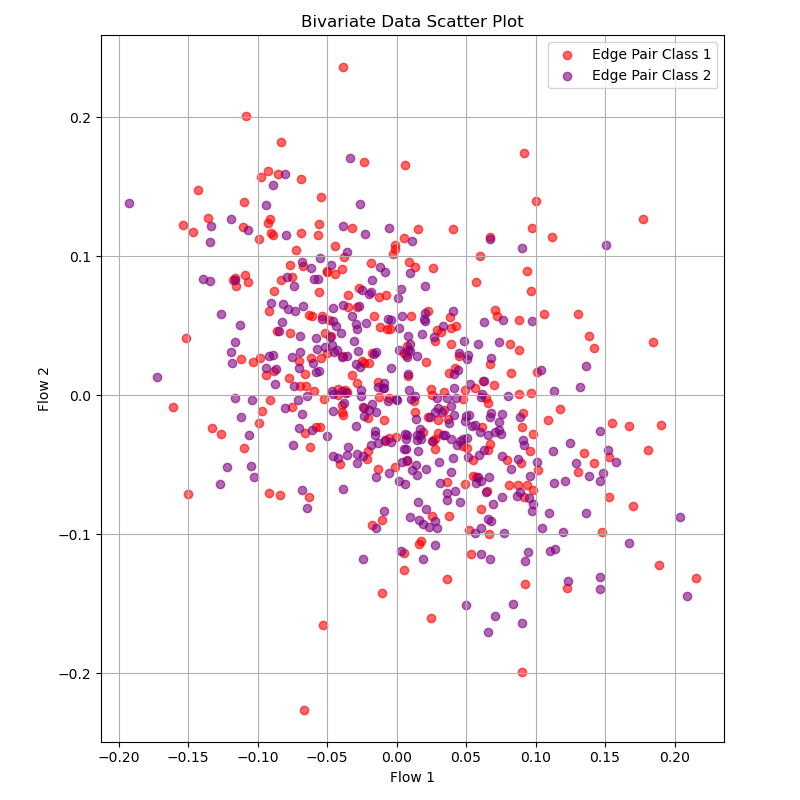 Bivariate Data Scatter Plot
Edge Pair Class 1
Edge Pair Class 2
0.2
0.1
0.0
−0.1
−0.2
Flow 2
−0.20
−0.15
−0.10
−0.05
0.00
0.05
0.10
0.15
0.20
Flow 1